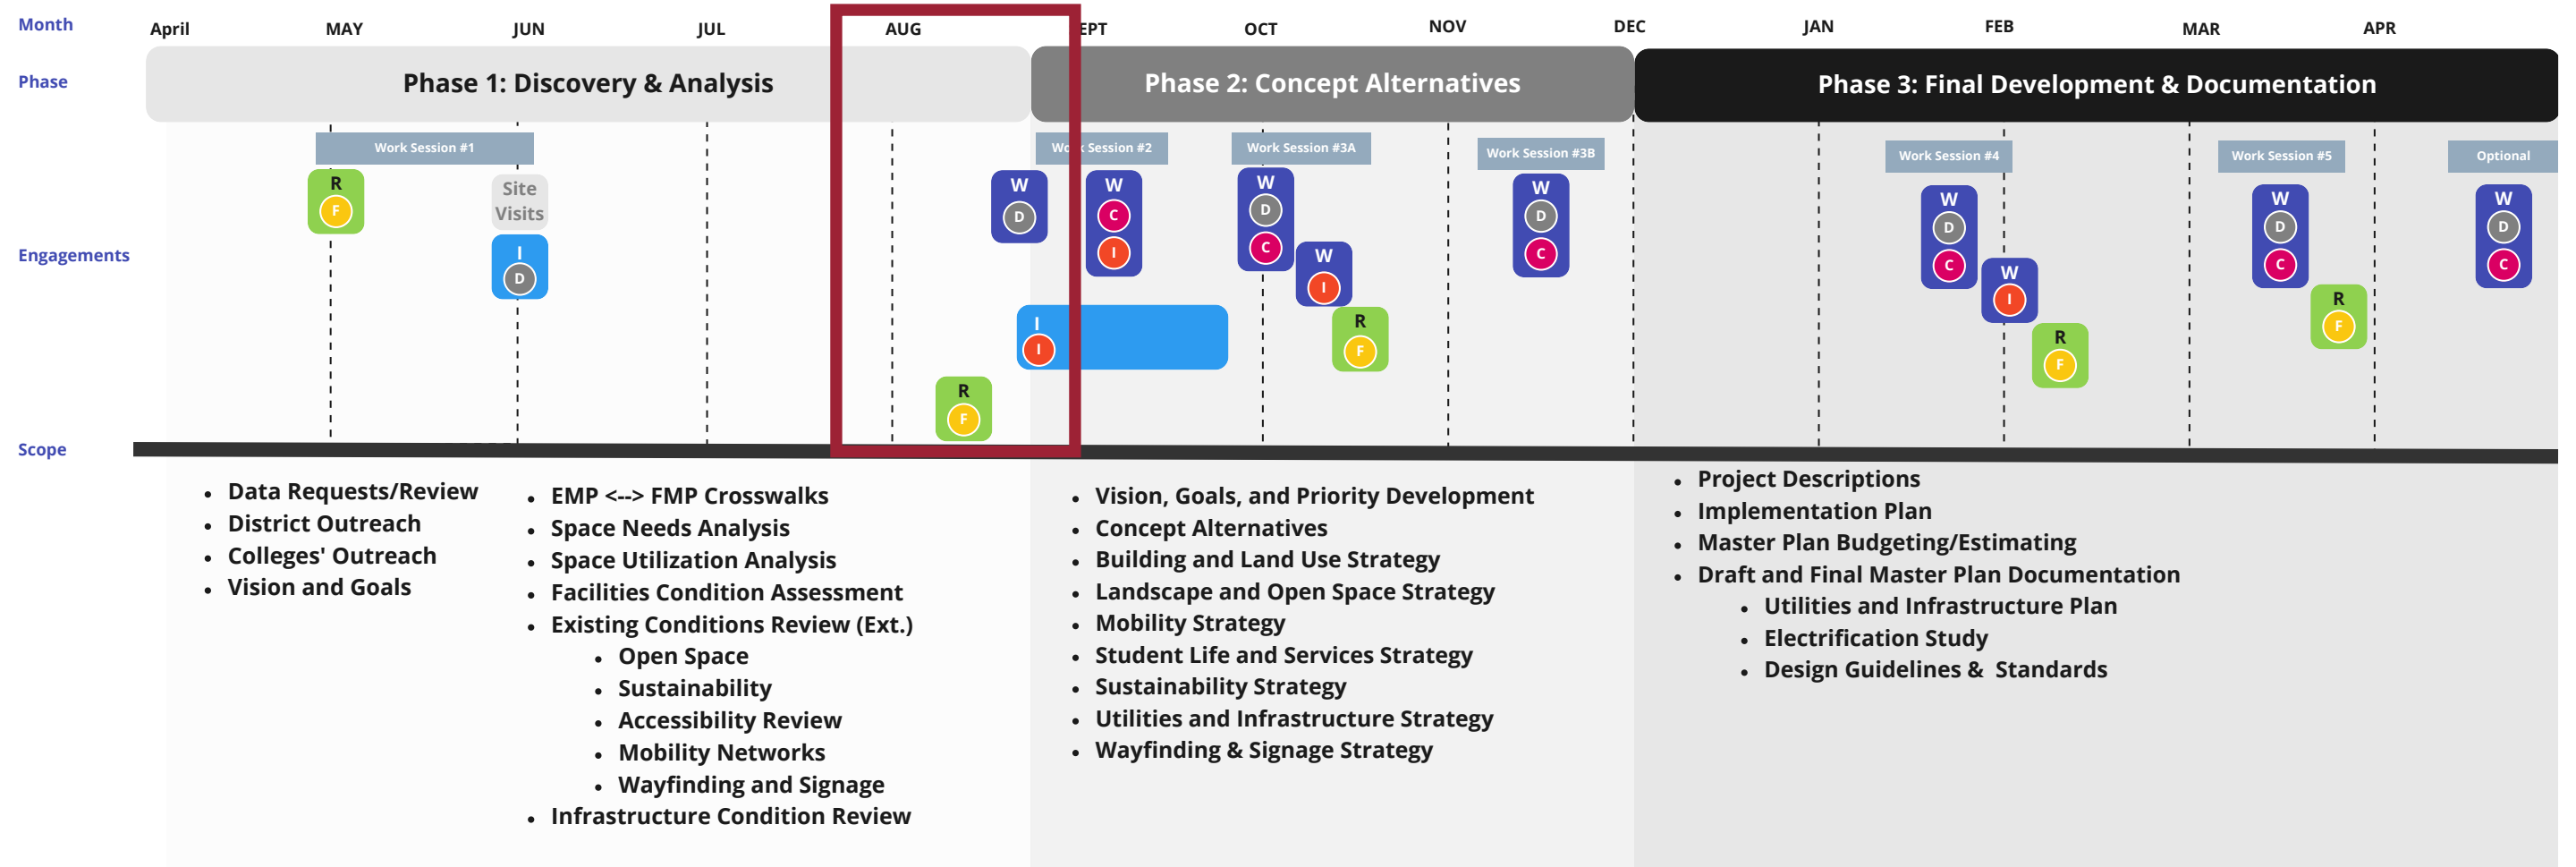 Month
April
MAY
JUN
JUL
AUG
EPT
OCT
NOV
DEC
JAN
FEB
MAR
APR
Phase
Phase 1: Discovery & Analysis
Phase 2: Concept Alternatives
Phase 3: Final Development & Documentation
Engagements
Work Session #1
Work Session #2
Work Session #3A
Work Session #3B
Work Session #4
Work Session #5
Optional
R
F
Site
Visits
I
D
R
F
W
D
I
I
W
C
I
W
D
C
W
I
R
F
W
D
C
W
D
C
W
I
R
F
W
D
C
R
F
W
D
C
Scope
• Data Requests/Review
• District Outreach
• Colleges' Outreach
• Vision and Goals
• EMP <--> FMP Crosswalks
• Space Needs Analysis
• Space Utilization Analysis
• Facilities Condition Assessment
• Existing Conditions Review (Ext.)
• Open Space
• Sustainability
• Accessibility Review
• Mobility Networks
• Wayfinding and Signage
• Infrastructure Condition Review
• Vision, Goals, and Priority Development
• Concept Alternatives
• Building and Land Use Strategy
• Landscape and Open Space Strategy
• Mobility Strategy
• Student Life and Services Strategy
• Sustainability Strategy
• Utilities and Infrastructure Strategy
• Wayfinding & Signage Strategy
• Project Descriptions
• Implementation Plan
• Master Plan Budgeting/Estimating
• Draft and Final Master Plan Documentation
• Utilities and Infrastructure Plan
• Electrification Study
• Design Guidelines &  Standards